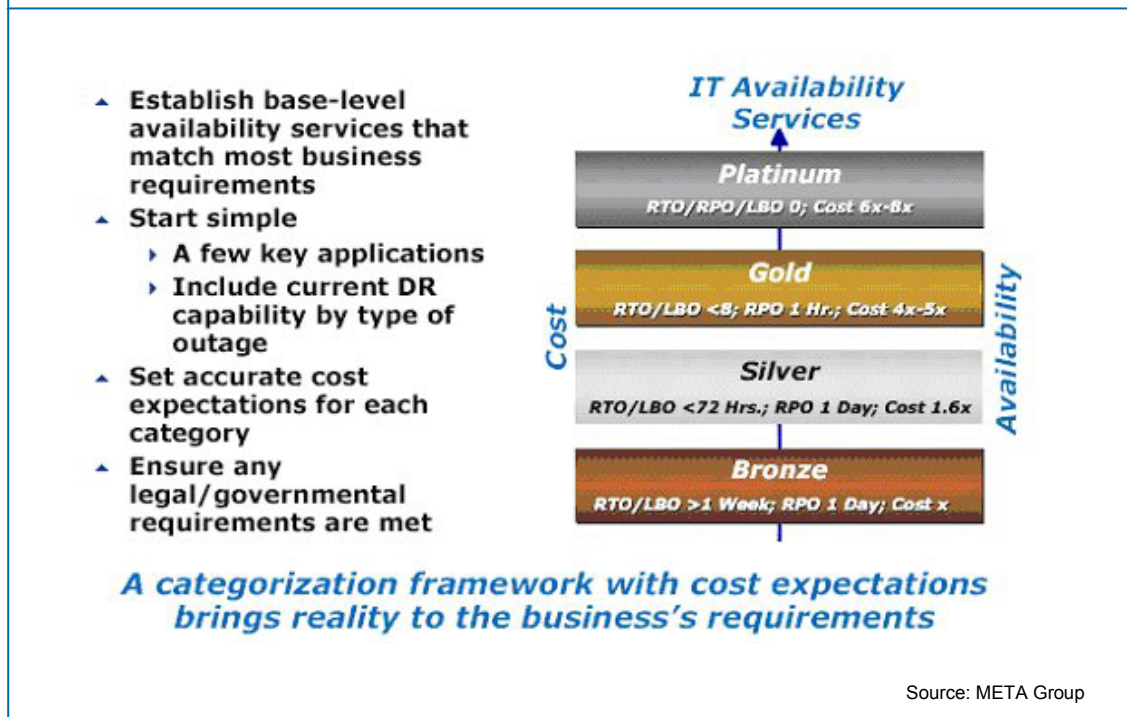 Establish base-level
availability services that
match most business
requirements
Start simple
A few key applications
Include current DR
capability by type of
outage
Set accurate cost
expectations for each
category
Ensure any
legal/governmental
requirements are met
IT Availability
Services
Platinum
RTO/RPO/LBO 0; Cost 6x-8x
Gold
RTO/LBO <8; RPO 1 Hr.; Cost 4x-5x
Silver
RTO/LBO <72 Hrs.; RPO 1 Day; Cost 1.6x
Bronze
RTO/LBO >1 Week; RPO 1 Day; Cost x
Cost
Availability
A categorization framework with cost expectations
brings reality to the business's requirements
Source: META Group